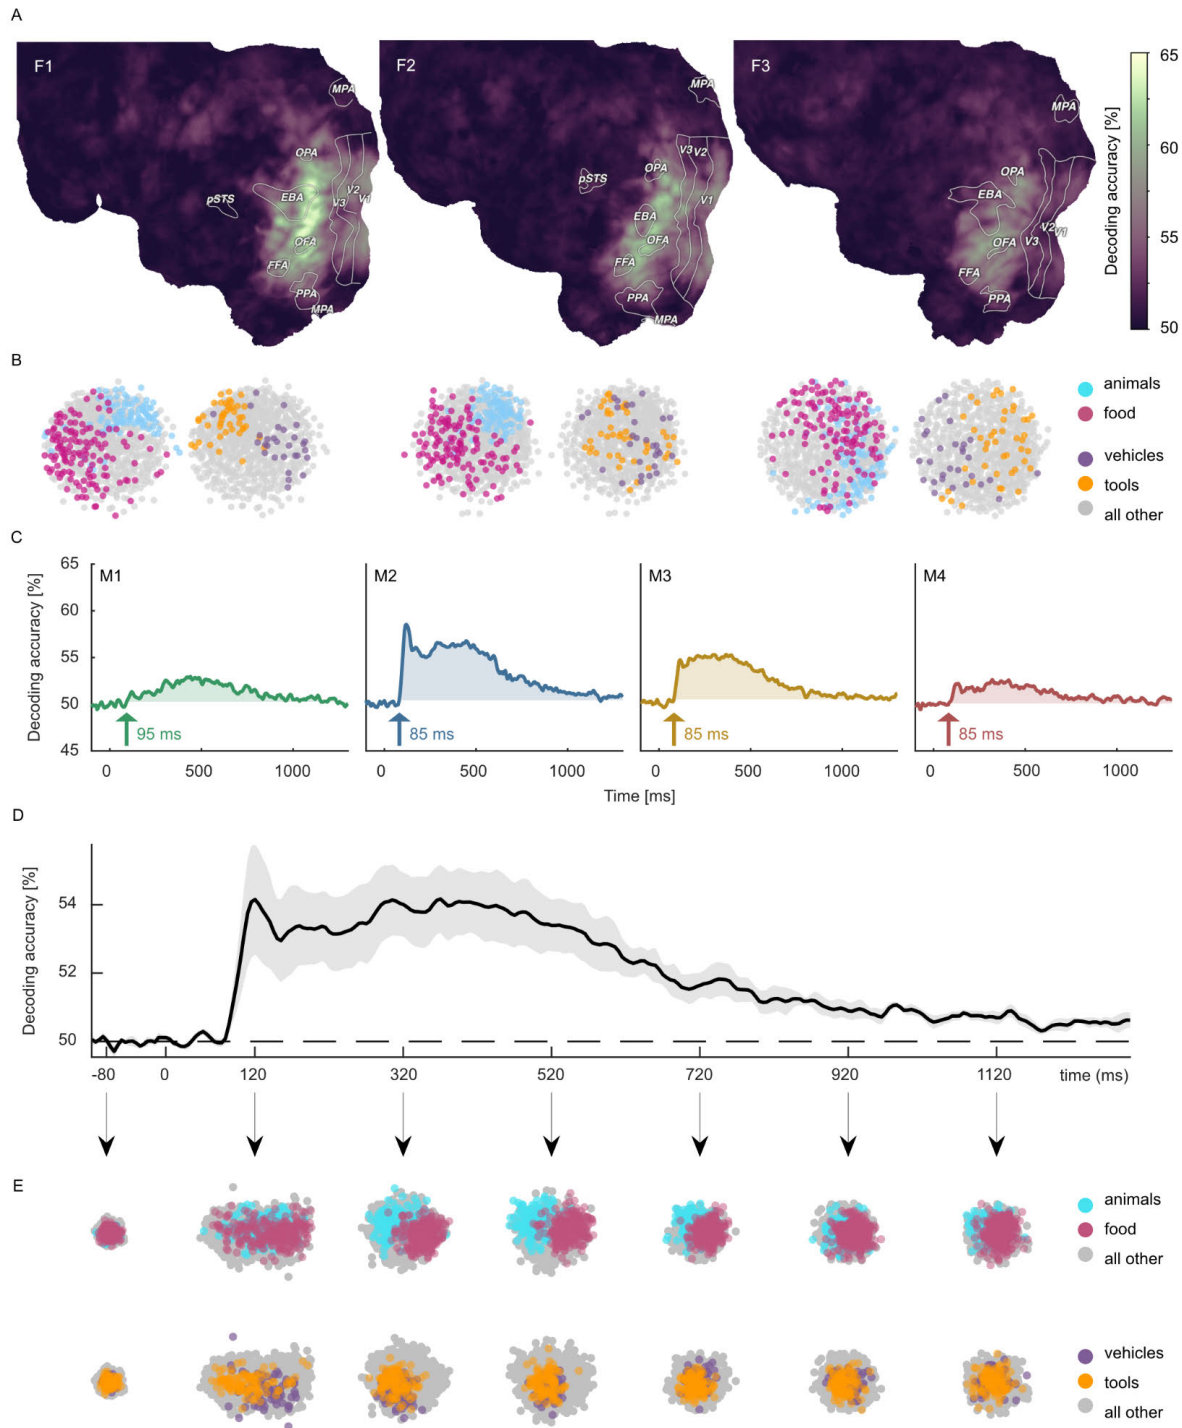 A
F1
F2
F3
MPA
OPA
pSTS
EBA
V3
V2
V1
OFA
FFA
PPA
MPA
MPA
V3
V2
OPA
pSTS
V1
EBA
OFA
FFA
PPA
MPA
MPA
OPA
EBA
V2
V1
V3
OFA
FFA
PPA
65
60
55
50
Decoding accuracy [%]
B
animals
food
vehicles
tools
all other
C
Decoding accuracy [%]
65
60
55
50
45
M1
M2
M3
M4
95 ms
85 ms
85 ms
85 ms
0 500 1000
0 500 1000
0 500 1000
0 500 1000
Time [ms]
D
Decoding accuracy [%]
54
52
50
-80 0 120 320 520 720 920 1120 time (ms)
E
animals
food
all other
vehicles
tools
all other